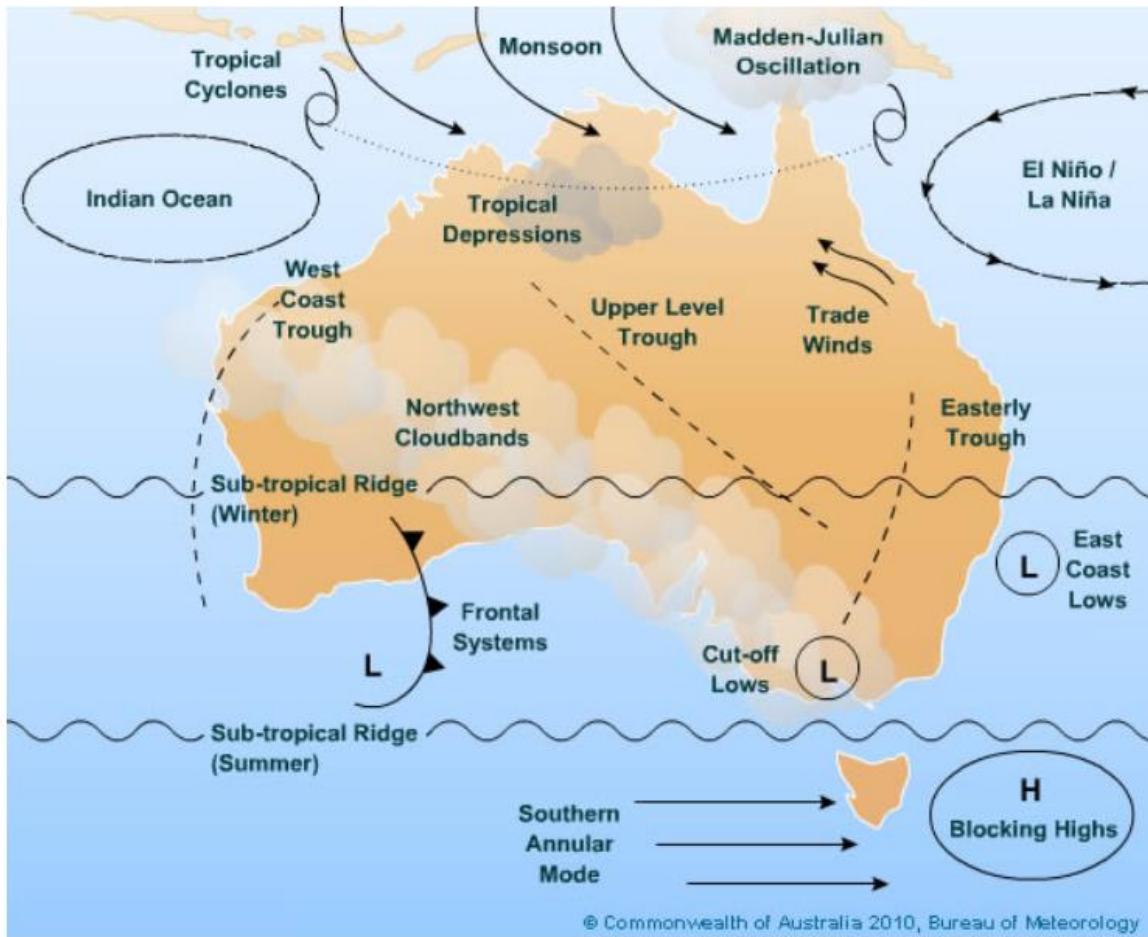 Tropical
Cyclones
Monsoon
Madden-Julian
Oscillation
Indian Ocean
El Niño /
La Niña
Tropical
Depressions
West
Coast
Trough
Upper Level
Trough
Trade
Winds
Northwest
Cloudbands
Easterly
Trough
Sub-tropical Ridge
(Winter)
L
East
Coast
Lows
Frontal
Systems
L
Cut-off
Lows
L
Sub-tropical Ridge
(Summer)
Southern
Annular
Mode
H
Blocking Highs
© Commonwealth of Australia 2010, Bureau of Meteorology